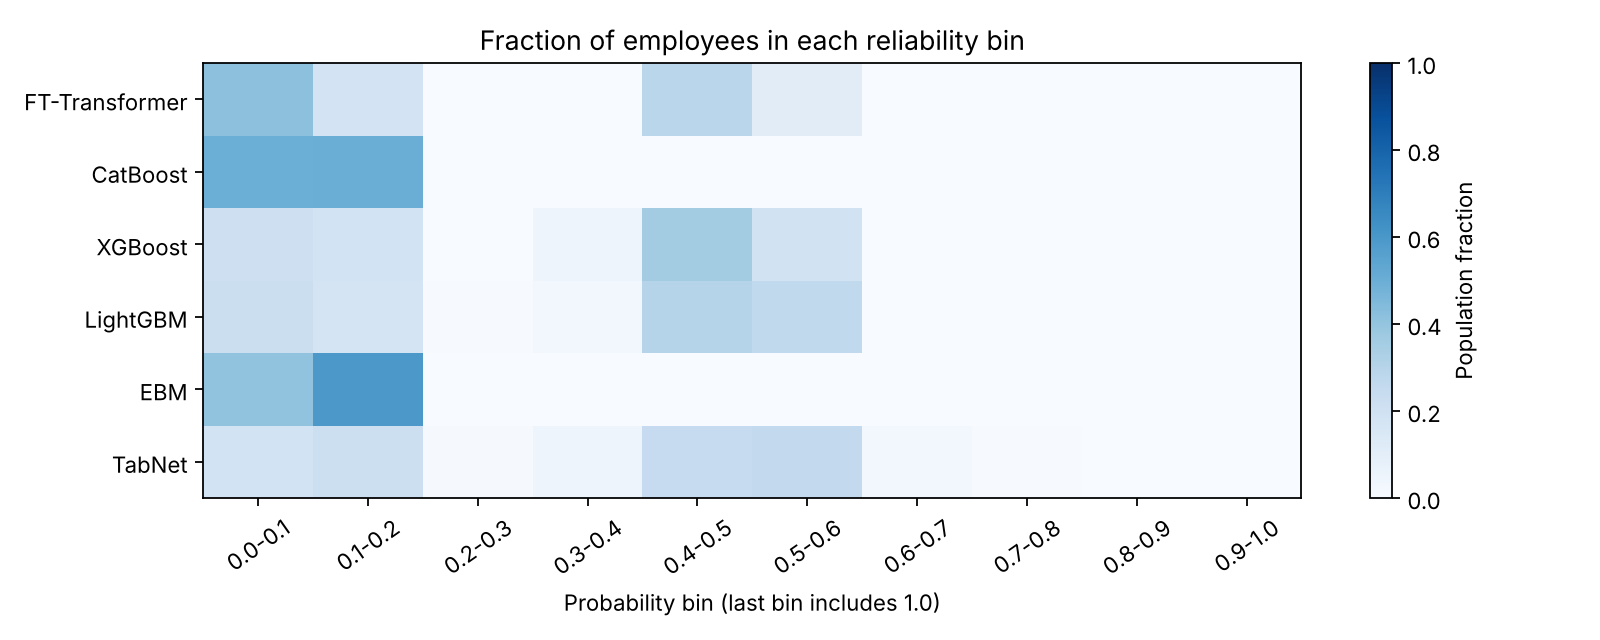 Fraction of employees in each reliability bin
FT-Transformer
CatBoost
XGBoost
LightGBM
EBM
TabNet
0.0–0.1
0.1–0.2
0.2–0.3
0.3–0.4
0.4–0.5
0.5–0.6
0.6–0.7
0.7–0.8
0.8–0.9
0.9–1.0
Probability bin (last bin includes 1.0)
1.0
0.8
0.6
0.4
0.2
0.0
Population fraction